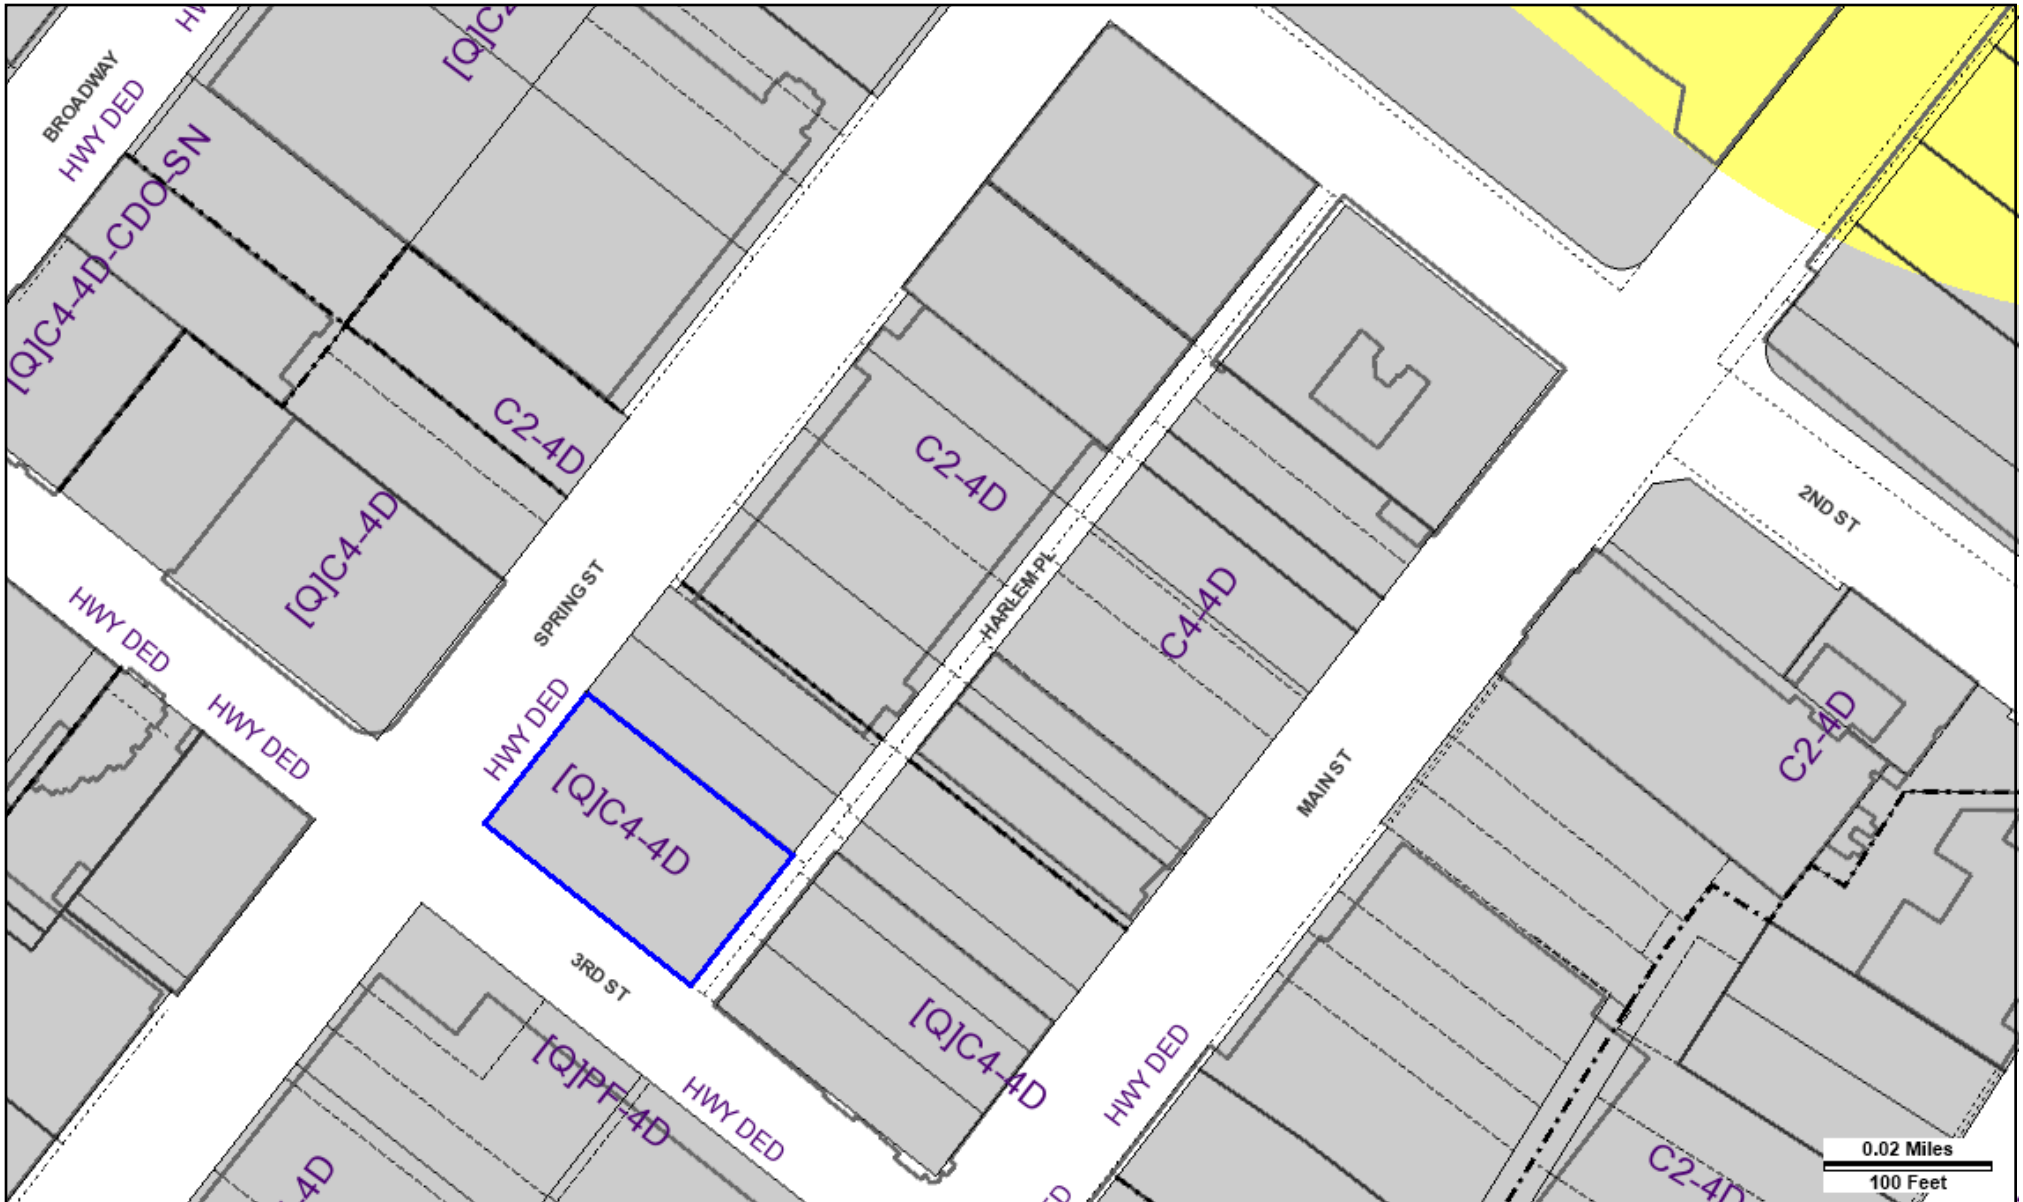 BROADWAY
HWY DED
[Q]C4-4D-CDO-SN
C2-4D
[Q]C4-4D
HWY DED
HWY DED
SPRING ST
HWY DED
[Q]C4-4D
C2-4D
HARLEM PL
C4-4D
2ND ST
C2-4D
MAIN ST
3RD ST
[Q]PF-4D
HWY DED
[Q]C4-4D
HWY DED
C2-4D
0.02 Miles
100 Feet